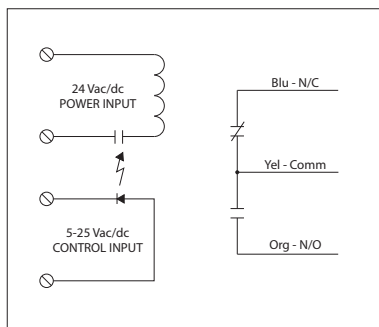 24 Vac/dc
POWER INPUT
5-25 Vac/dc
CONTROL INPUT
Blu - N/C
Yel - Comm
Org - N/O